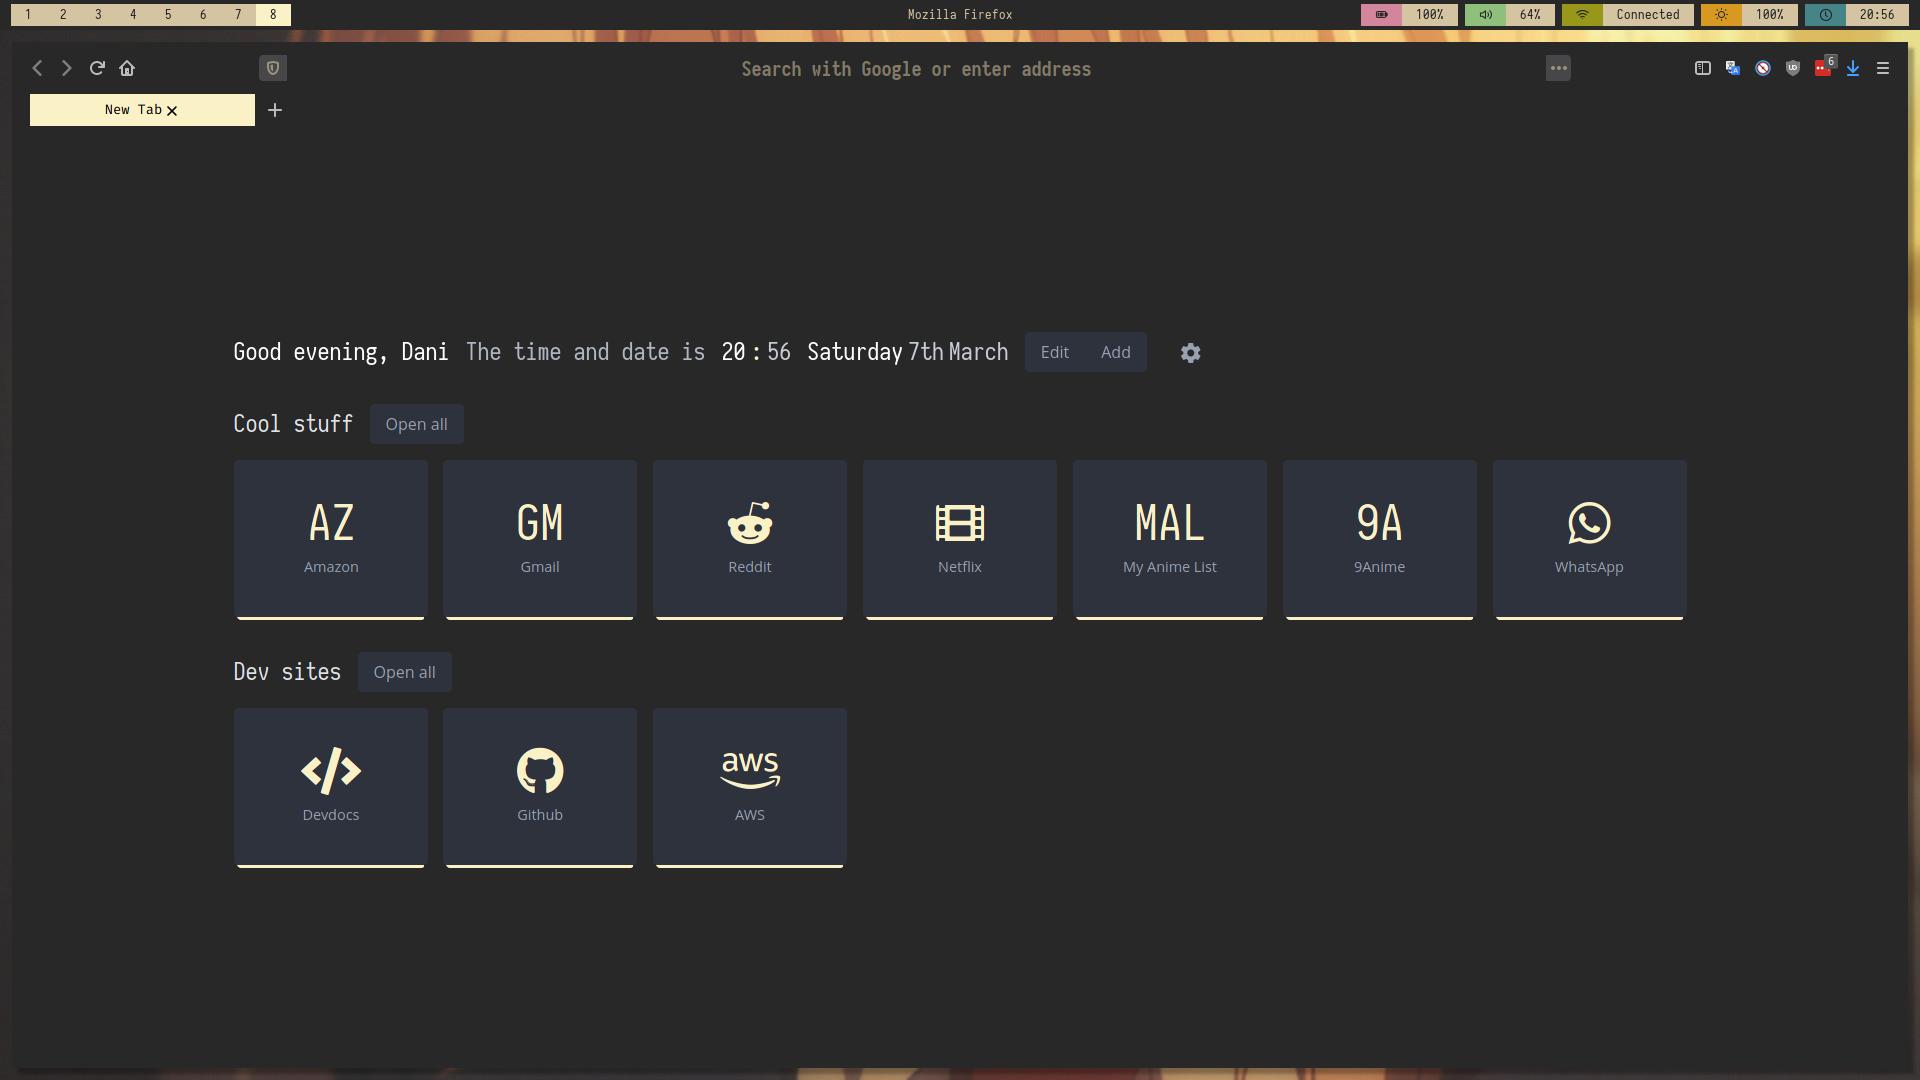 1 2 3 4 5 6 7 8 Mozilla Firefox 100% 64% Connected 100% 20:56
Search with Google or enter address 6
New Tab
Good evening, Dani The time and date is 20:56 Saturday 7th March Edit Add
Cool stuff Open all
AZ GM MAL 9A
Amazon Gmail Reddit Netflix My Anime List 9Anime WhatsApp
Dev sites Open all
</> aws
Devdocs Github AWS